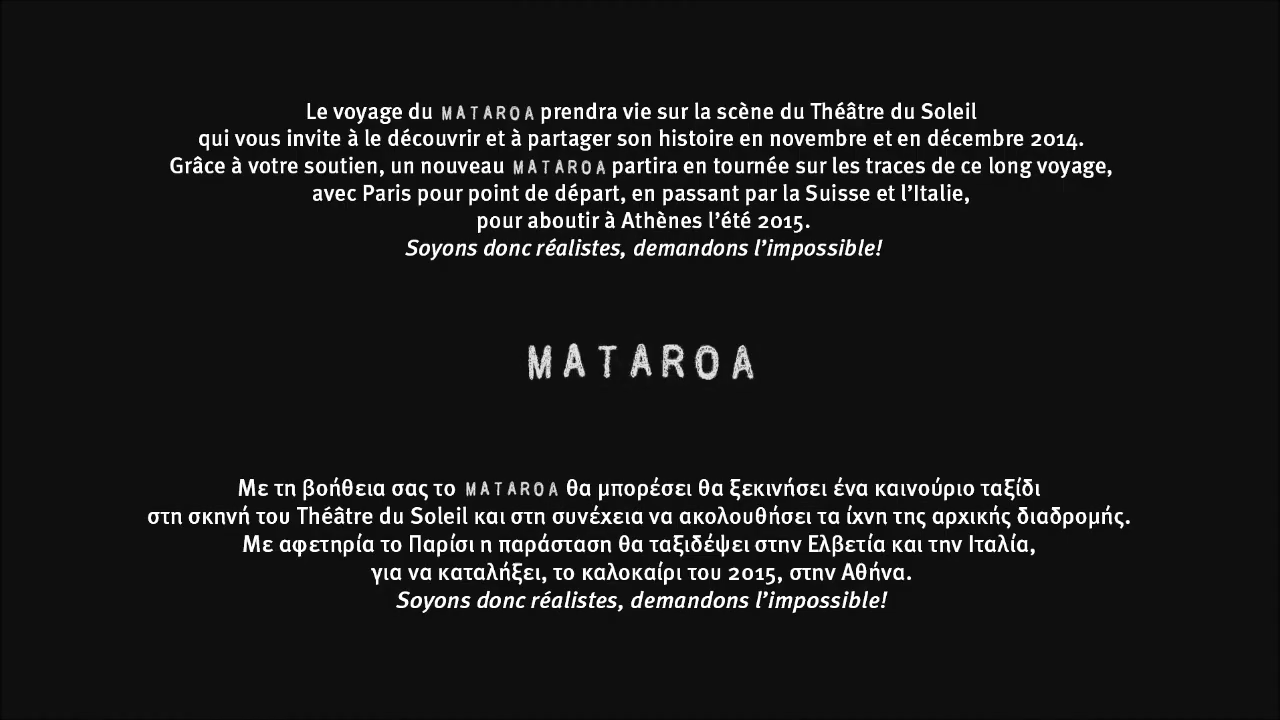 Le voyage du MATAROA prendra vie sur la scène du Théâtre du Soleil
qui vous invite à le découvrir et à partager son histoire en novembre et en décembre 2014.
Grâce à votre soutien, un nouveau MATAROA partira en tournée sur les traces de ce long voyage,
avec Paris pour point de départ, en passant par la Suisse et l'Italie,
pour aboutir à Athènes l'été 2015.
Soyons donc réalistes, demandons l'impossible!
MATAROA
Με τη βοήθεια σας το MATAROA θα μπορέσει θα ξεκινήσει ένα καινούριο ταξίδι
στη σκηνή του Théâtre du Soleil και στη συνέχεια να ακολουθήσει τα ίχνη της αρχικής διαδρομής.
Με αφετηρία το Παρίσι η παράσταση θα ταξιδέψει στην Ελβετία και την Ιταλία,
για να καταλήξει, το καλοκαίρι του 2015, στην Αθήνα.
Soyons donc réalistes, demandons l'impossible!